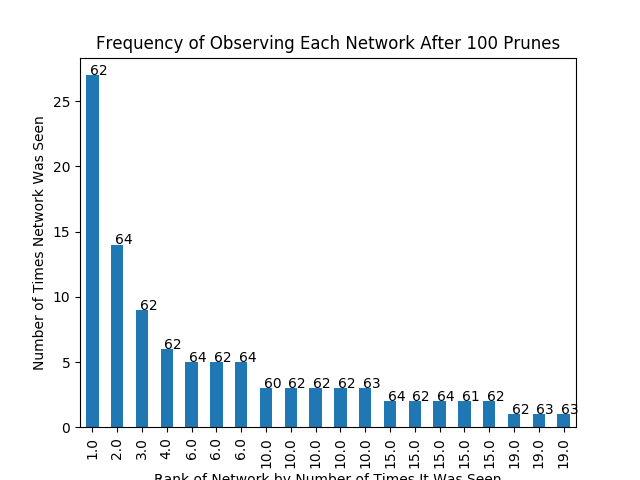 Frequency of Observing Each Network After 100 Prunes
Number of Times Network Was Seen
25
20
15
10
5
0
62
64
62
62
64 62 64
60 62 62 62 63
64 62 64 61 62
62 63 63
1.0 2.0 3.0 4.0 6.0 6.0 6.0 10.0 10.0 10.0 10.0 10.0 15.0 15.0 15.0 15.0 15.0 19.0 19.0 19.0
Rank of Network by Number of Times It Was Seen